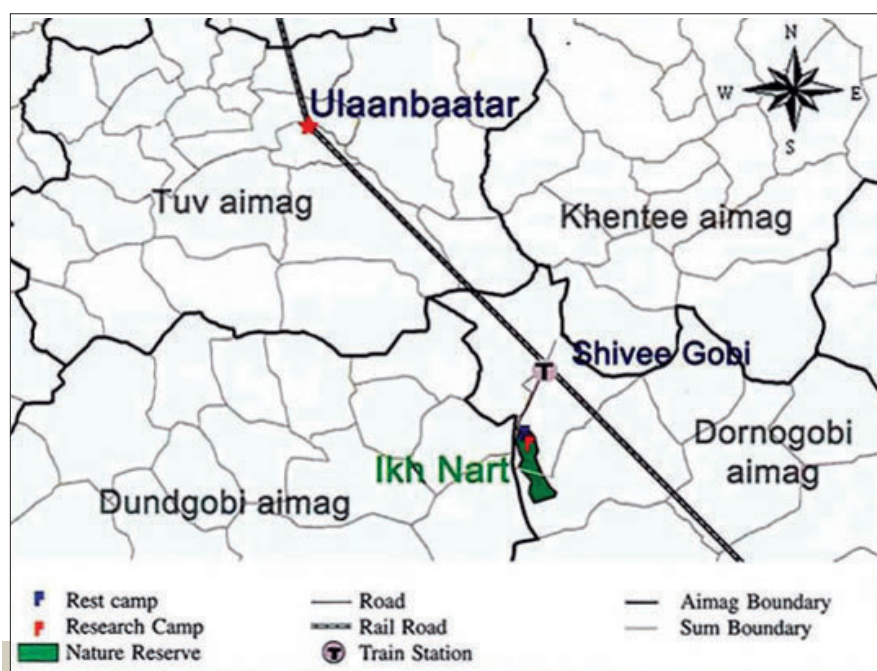 N
W
E
S
Ulaanbaatar
Tuv aimag
Khentee aimag
Shivee Gobi
T
Dornogobi
aimag
Ikh Nart
Dundgobi aimag
Rest camp
Road
Aimag Boundary
Research Camp
Rail Road
Sum Boundary
Nature Reserve
T
Train Station